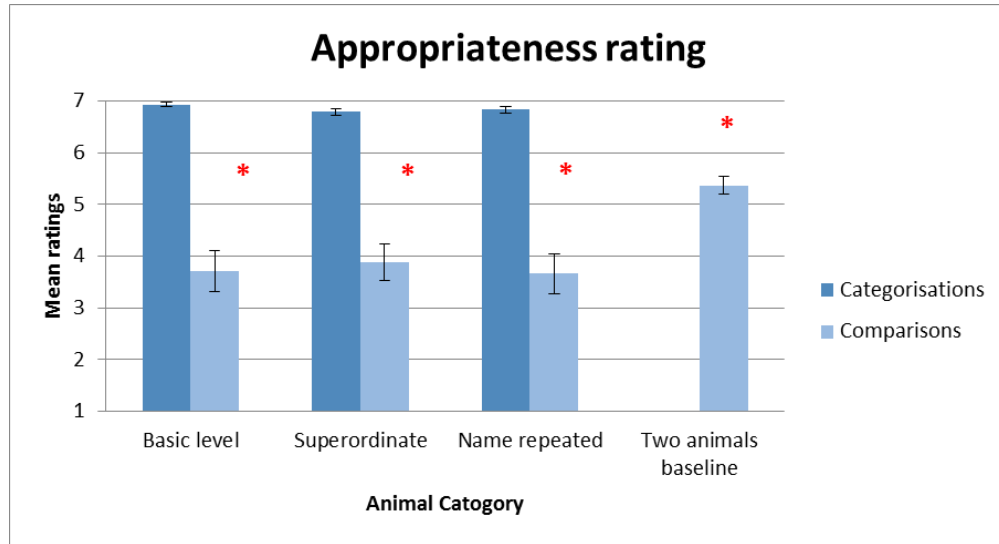 Appropriateness rating
7
6
5
4
3
2
1
Mean ratings
*
*
*
*
Basic level
Superordinate
Name repeated
Two animals
baseline
Animal Catogory
Categorisations
Comparisons